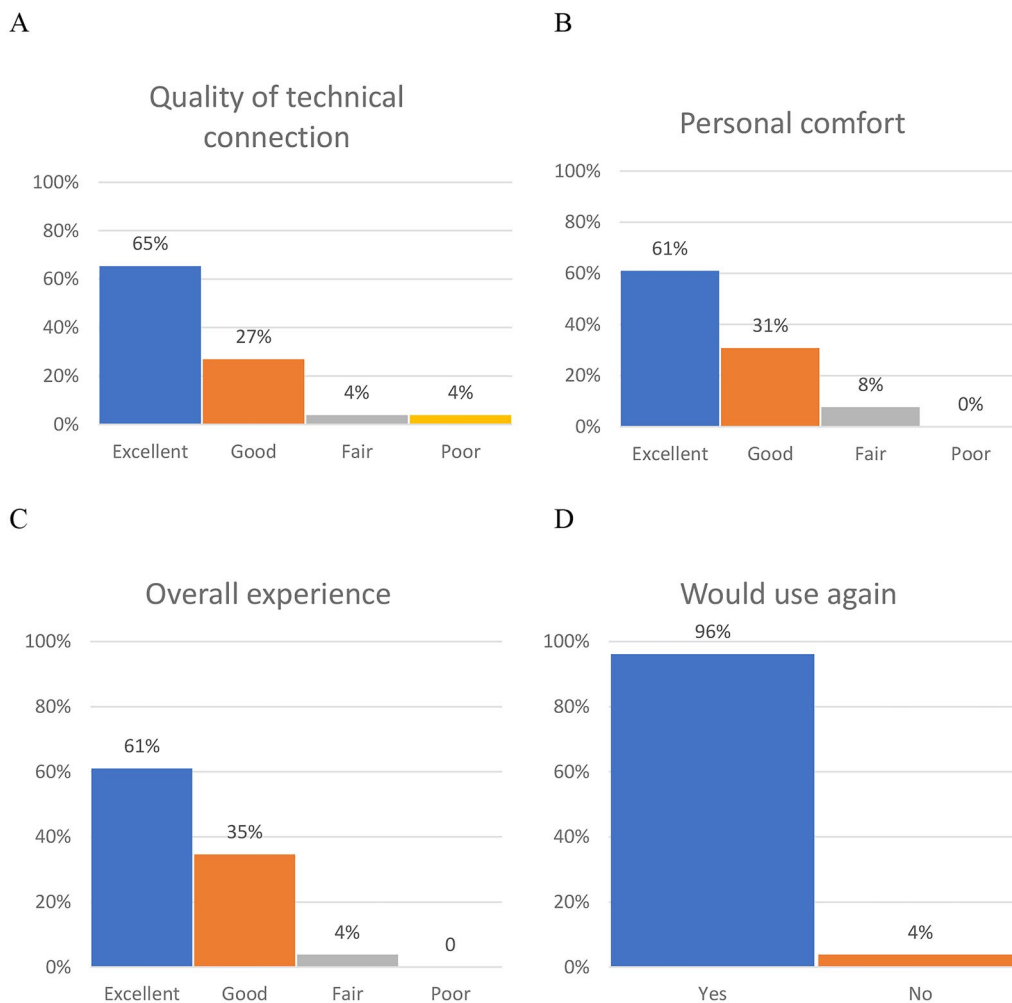 A
Quality of technical
connection
100%
80%
60%
40%
20%
0%
65%
27%
4%
4%
Excellent
Good
Fair
Poor
B
Personal comfort
100%
80%
60%
40%
20%
0%
61%
31%
8%
0%
Excellent
Good
Fair
Poor
C
Overall experience
100%
80%
60%
40%
20%
0%
61%
35%
4%
0
Excellent
Good
Fair
Poor
D
Would use again
100%
80%
60%
40%
20%
0%
96%
4%
Yes
No